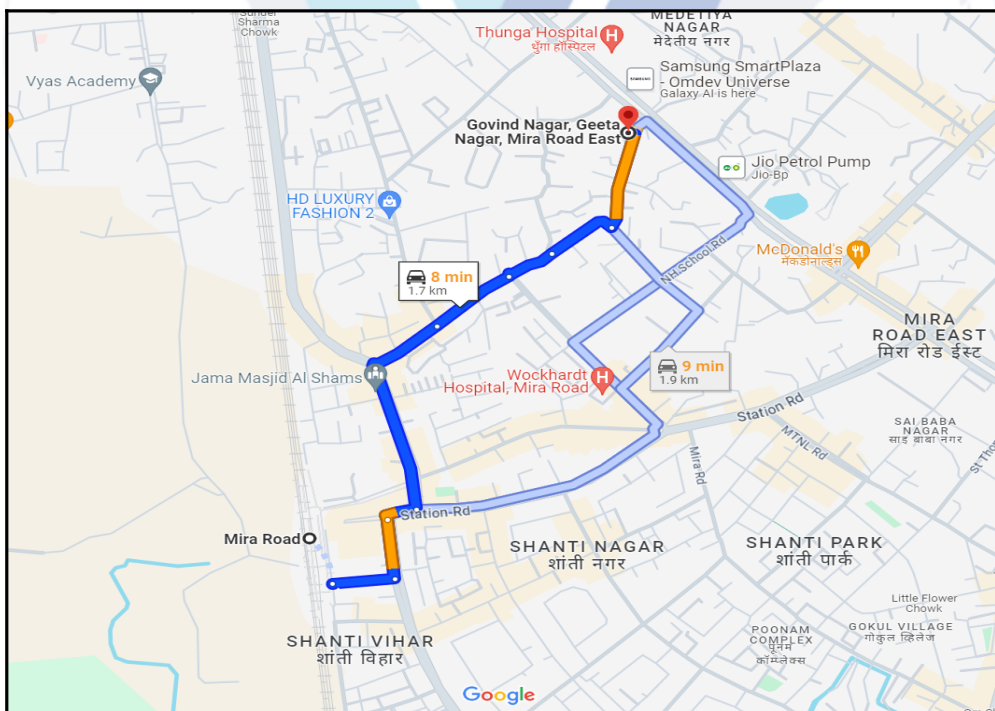 Sunder
Sharma
Chowk
MEDETIYA
NAGAR
मेदेतीय नगर
Thunga Hospital
थुंगा हॉस्पिटल
Vyas Academy
SAMSUNG
Samsung SmartPlaza
- Omdev Universe
Galaxy AI is here
Govind Nagar, Geeta
Nagar, Mira Road East
Jio Petrol Pump
Jio-Bp
HD LUXURY
FASHION 2
McDonald's
मॅकडोनाल्ड्स
NH School Rd
8 min
1.7 km
MIRA
ROAD EAST
मिरा रोड ईस्ट
Jama Masjid Al Shams
Wockhardt
Hospital, Mira Road
9 min
1.9 km
Station Rd
SAI BABA
NAGAR
साई बाबा नगर
MTNL Rd
Mira Rd
Station Rd
Mira Road
SHANTI NAGAR
शांती नगर
SHANTI PARK
शांती पार्क
Little Flower
Chowk
SHANTI VIHAR
शांती विहार
POONAM
COMPLEX
पूनम
कॉम्प्लेक्स
GOKUL VILLAGE
गोकुल व्हिलेज
Google